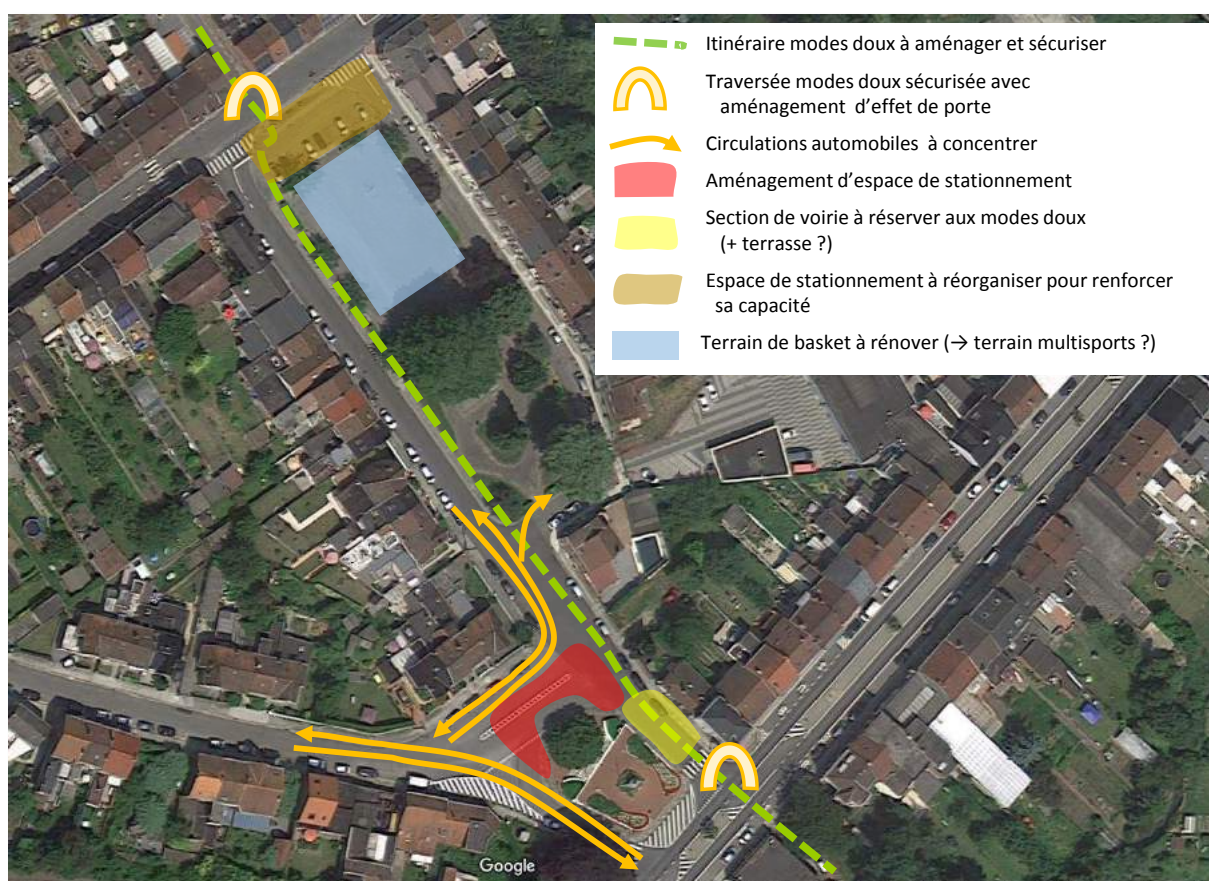 Itinéraire modes doux à aménager et sécuriser
Traversée modes doux sécurisée avec
aménagement d'effet de porte
Circulations automobiles à concentrer
Aménagement d'espace de stationnement
Section de voirie à réserver aux modes doux
(+ terrasse ?)
Espace de stationnement à réorganiser pour renforcer
sa capacité
Terrain de basket à rénover (→ terrain multisports ?)
Google